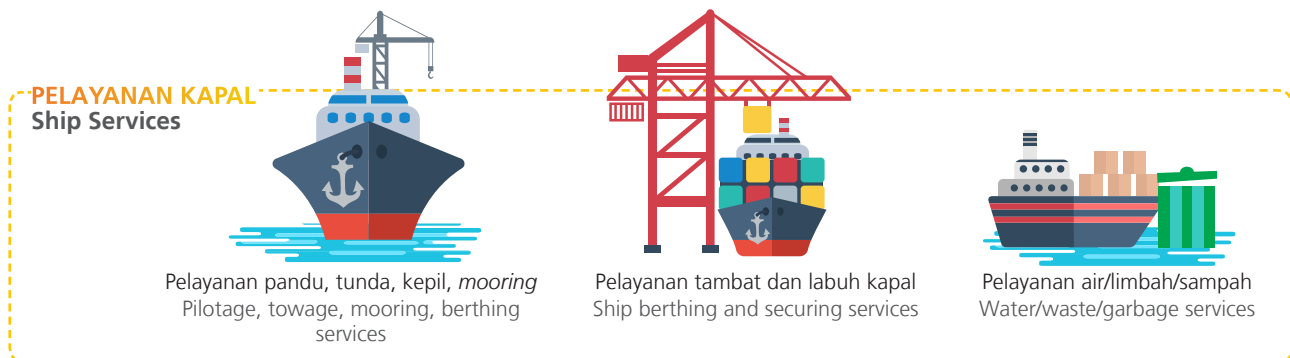 PELAYANAN KAPAL
Ship Services
Pelayanan pandu, tunda, kepil, mooring
Pilotage, towage, mooring, berthing
services
Pelayanan tambat dan labuh kapal
Ship berthing and securing services
Pelayanan air/limbah/sampah
Water/waste/garbage services